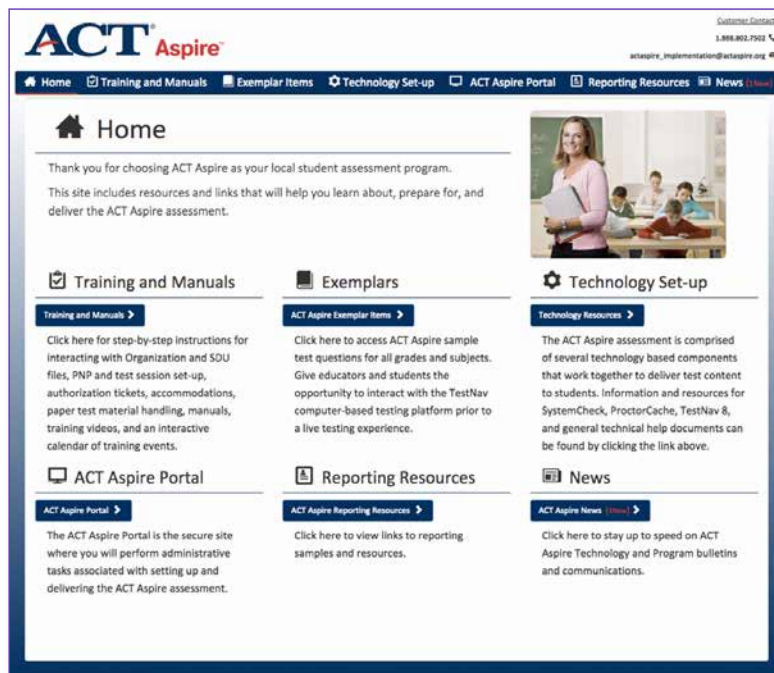 Customer Contact
ACT® Aspire™
1.888.802.7502
actaspire_implementation@actaspire.org
Home Training and Manuals Exemplar Items Technology Set-up ACT Aspire Portal Reporting Resources News (1New)
Home
Thank you for choosing ACT Aspire as your local student assessment program.
This site includes resources and links that will help you learn about, prepare for, and
deliver the ACT Aspire assessment.
Training and Manuals
Training and Manuals
Click here for step-by-step instructions for
interacting with Organization and SDU
files, PNP and test session set-up,
authorization tickets, accommodations,
paper test material handling, manuals,
training videos, and an interactive
calendar of training events.
Exemplars
ACT Aspire Exemplar Items
Click here to access ACT Aspire sample
test questions for all grades and subjects.
Give educators and students the
opportunity to interact with the TestNav
computer-based testing platform prior to
a live testing experience.
Technology Set-up
Technology Resources
The ACT Aspire assessment is comprised
of several technology based components
that work together to deliver test content
to students. Information and resources for
SystemCheck, ProctorCache, TestNav 8,
and general technical help documents can
be found by clicking the link above.
ACT Aspire Portal
ACT Aspire Portal
The ACT Aspire Portal is the secure site
where you will perform administrative
tasks associated with setting up and
delivering the ACT Aspire assessment.
Reporting Resources
ACT Aspire Reporting Resources
Click here to view links to reporting
samples and resources.
News
ACT Aspire News (1New)
Click here to stay up to speed on ACT
Aspire Technology and Program bulletins
and communications.